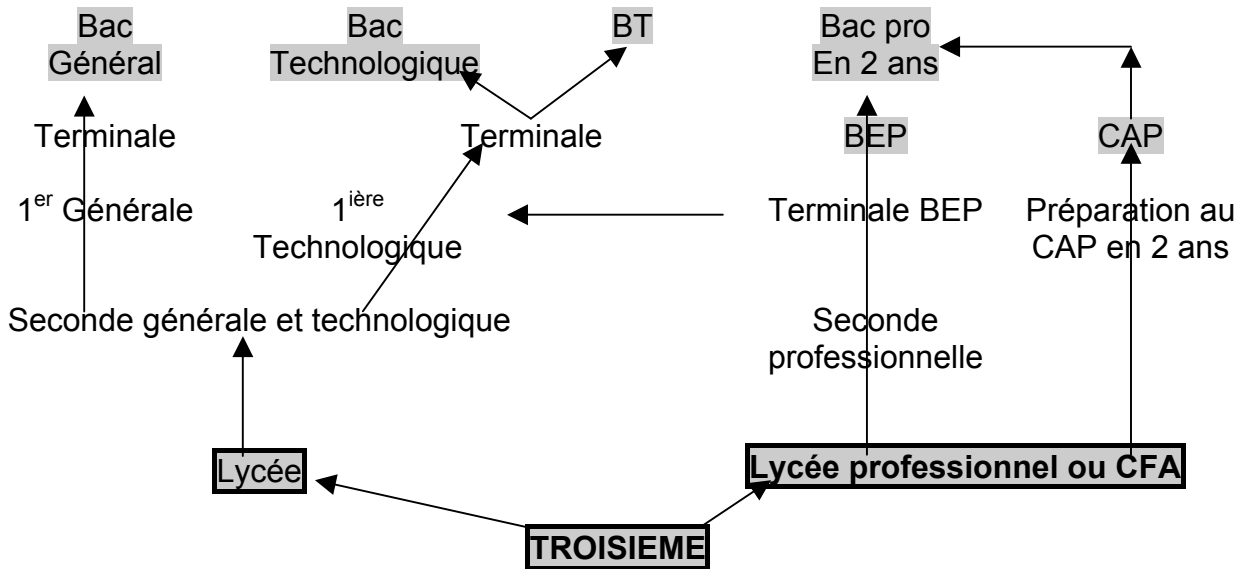 Bac
Général
Bac
Technologique
BT
Bac pro
En 2 ans
Terminale
Terminale
BEP
CAP
1er Générale
1ière
Technologique
Terminale BEP
Préparation au
CAP en 2 ans
Seconde générale et technologique
Seconde
professionnelle
Lycée
Lycée professionnel ou CFA
TROISIEME